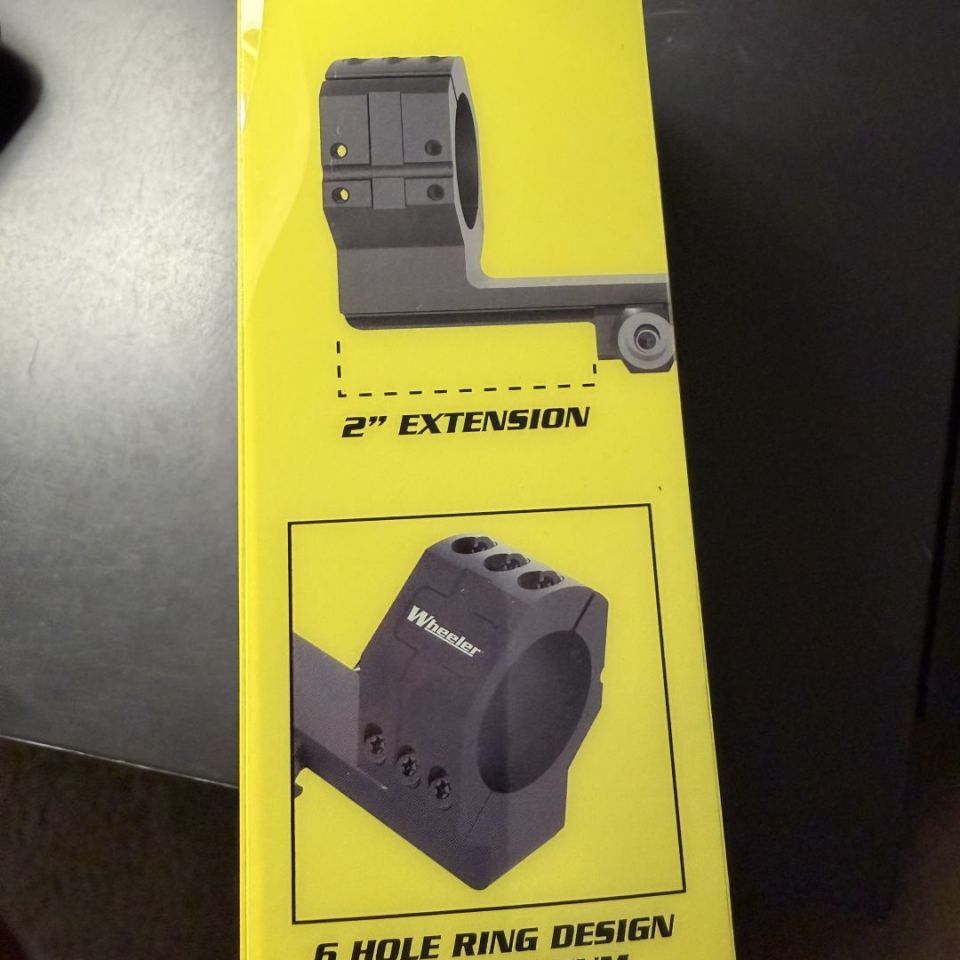 2” EXTENSION
Wheeler
6 HOLE RING DESIGN